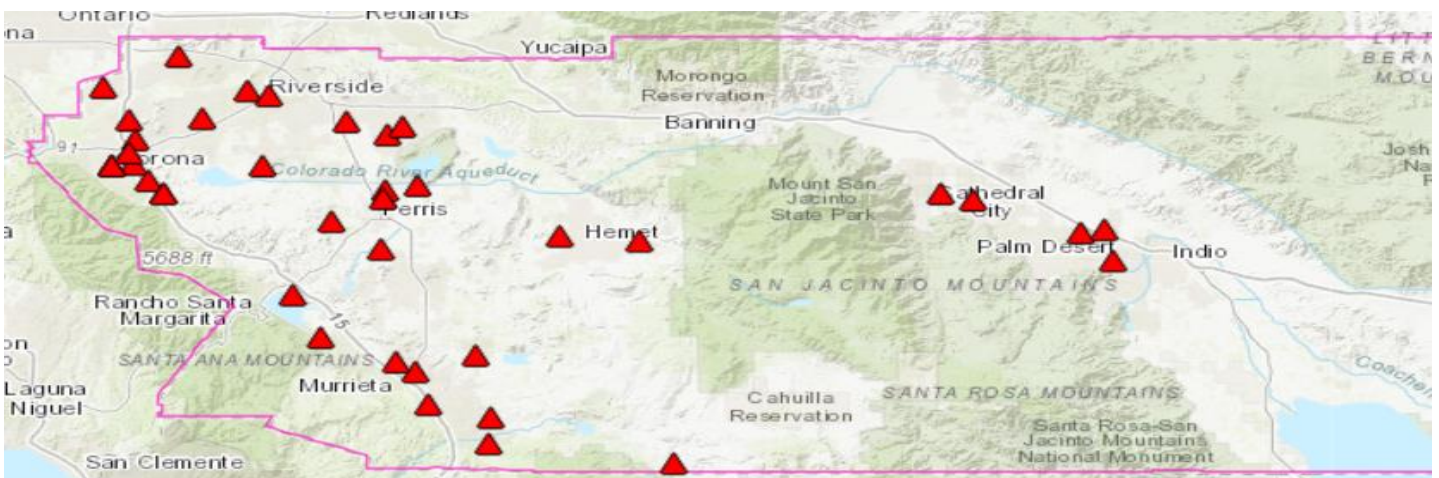 Ontario
Redlands
Yucaipa
Riverside
Morongo
Reservation
Banning
91
Colorado River Aqueduct
Mount San
Jacinto
State Park
Cathedral
City
Perris
Hemet
Palm Desert
Indio
5688 ft
SAN JACINTO MOUNTAINS
Rancho Santa
Margarita
15
SANTA ANA MOUNTAINS
Murrieta
Laguna
Niguel
Cahuilla
Reservation
SANTA ROSA MOUNTAINS
Santa Rosa-San
Jacinto Mountains
National Monument
San Clemente